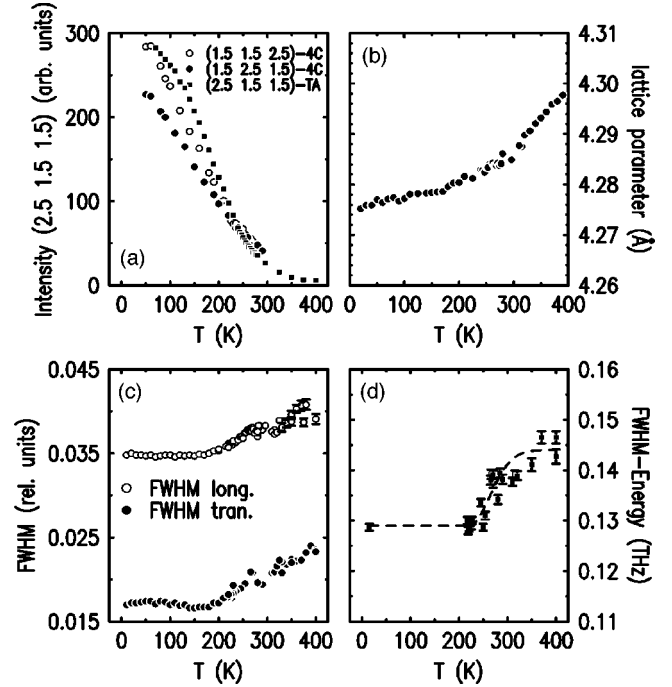 300
200
100
0
Intensity (2.5 1.5 1.5) (arb. units)
(1.5 1.5 2.5)−4C
(1.5 2.5 1.5)−4C
(2.5 1.5 1.5)−TA
(a)
0 100 200 300 400
T (K)
(b)
4.31
4.30
4.29
4.28
4.27
4.26
lattice parameter (Å)
0 100 200 300 400
T (K)
(c)
0.045
0.035
0.025
0.015
FWHM (rel. units)
FWHM long.
FWHM tran.
0 100 200 300 400
T (K)
(d)
0.16
0.15
0.14
0.13
0.12
0.11
FWHM−Energy (THz)
0 100 200 300 400
T (K)